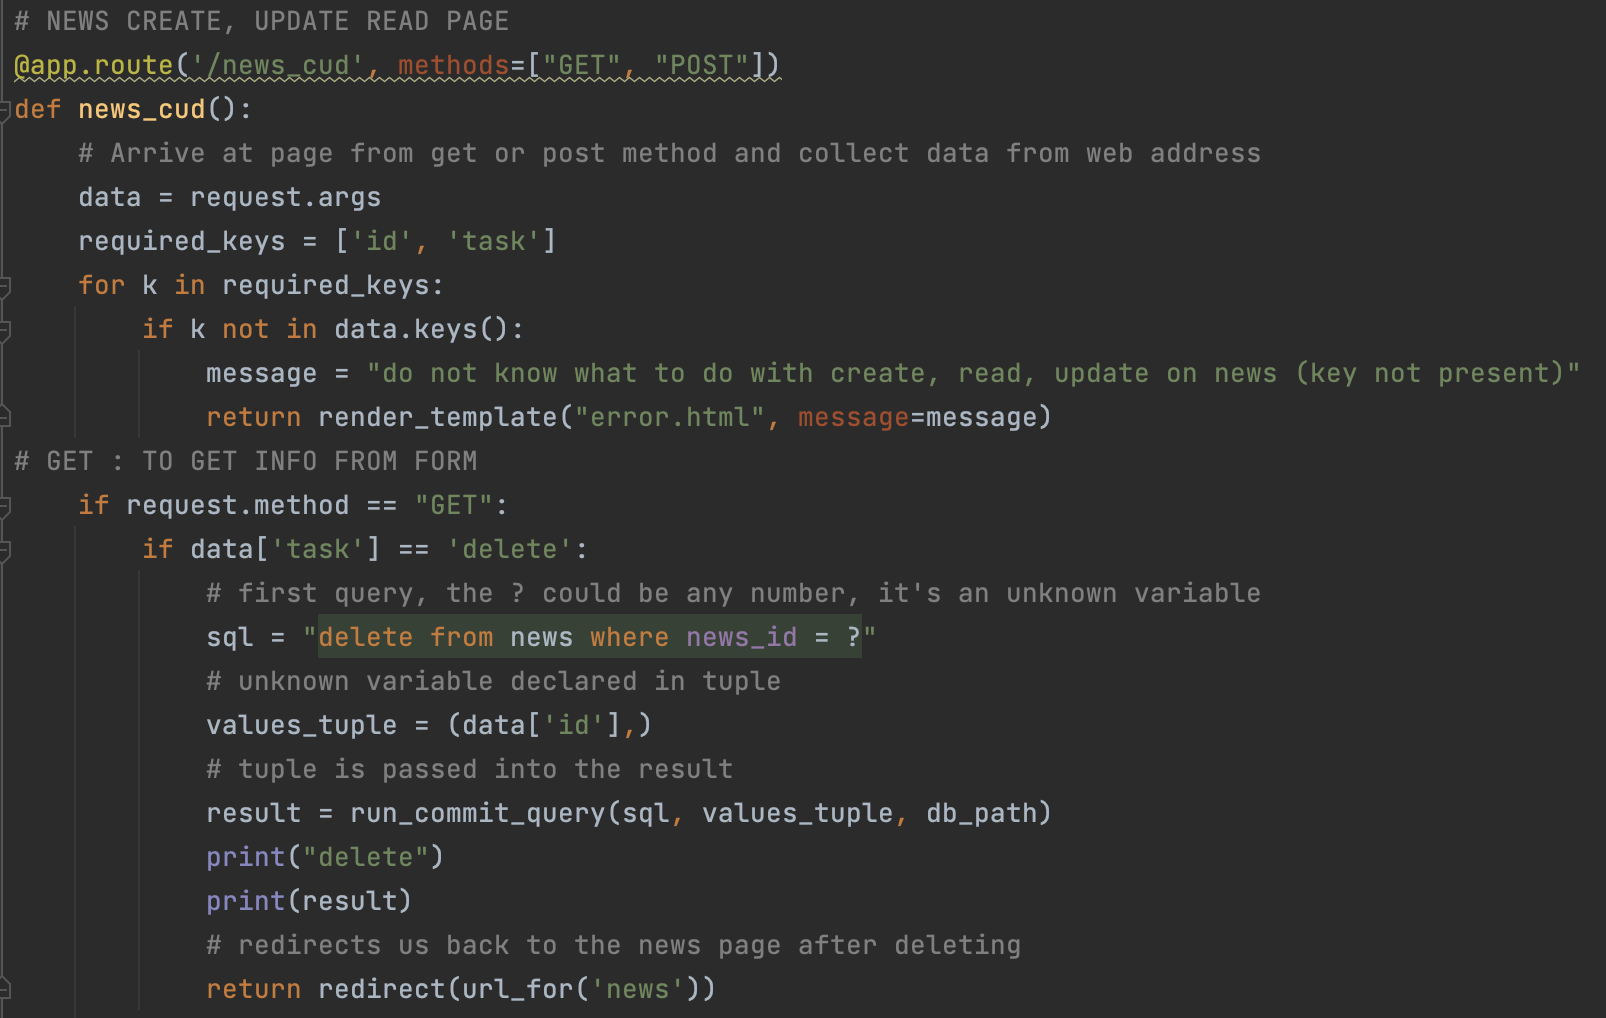 # NEWS CREATE, UPDATE READ PAGE
@app.route('/news_cud', methods=["GET", "POST"])
def news_cud():
    # Arrive at page from get or post method and collect data from web address
    data = request.args
    required_keys = ['id', 'task']
    for k in required_keys:
        if k not in data.keys():
            message = "do not know what to do with create, read, update on news (key not present)"
            return render_template("error.html", message=message)
# GET : TO GET INFO FROM FORM
    if request.method == "GET":
        if data['task'] == 'delete':
            # first query, the ? could be any number, it's an unknown variable
            sql = "delete from news where news_id = ?"
            # unknown variable declared in tuple
            values_tuple = (data['id'],)
            # tuple is passed into the result
            result = run_commit_query(sql, values_tuple, db_path)
            print("delete")
            print(result)
            # redirects us back to the news page after deleting
            return redirect(url_for('news'))